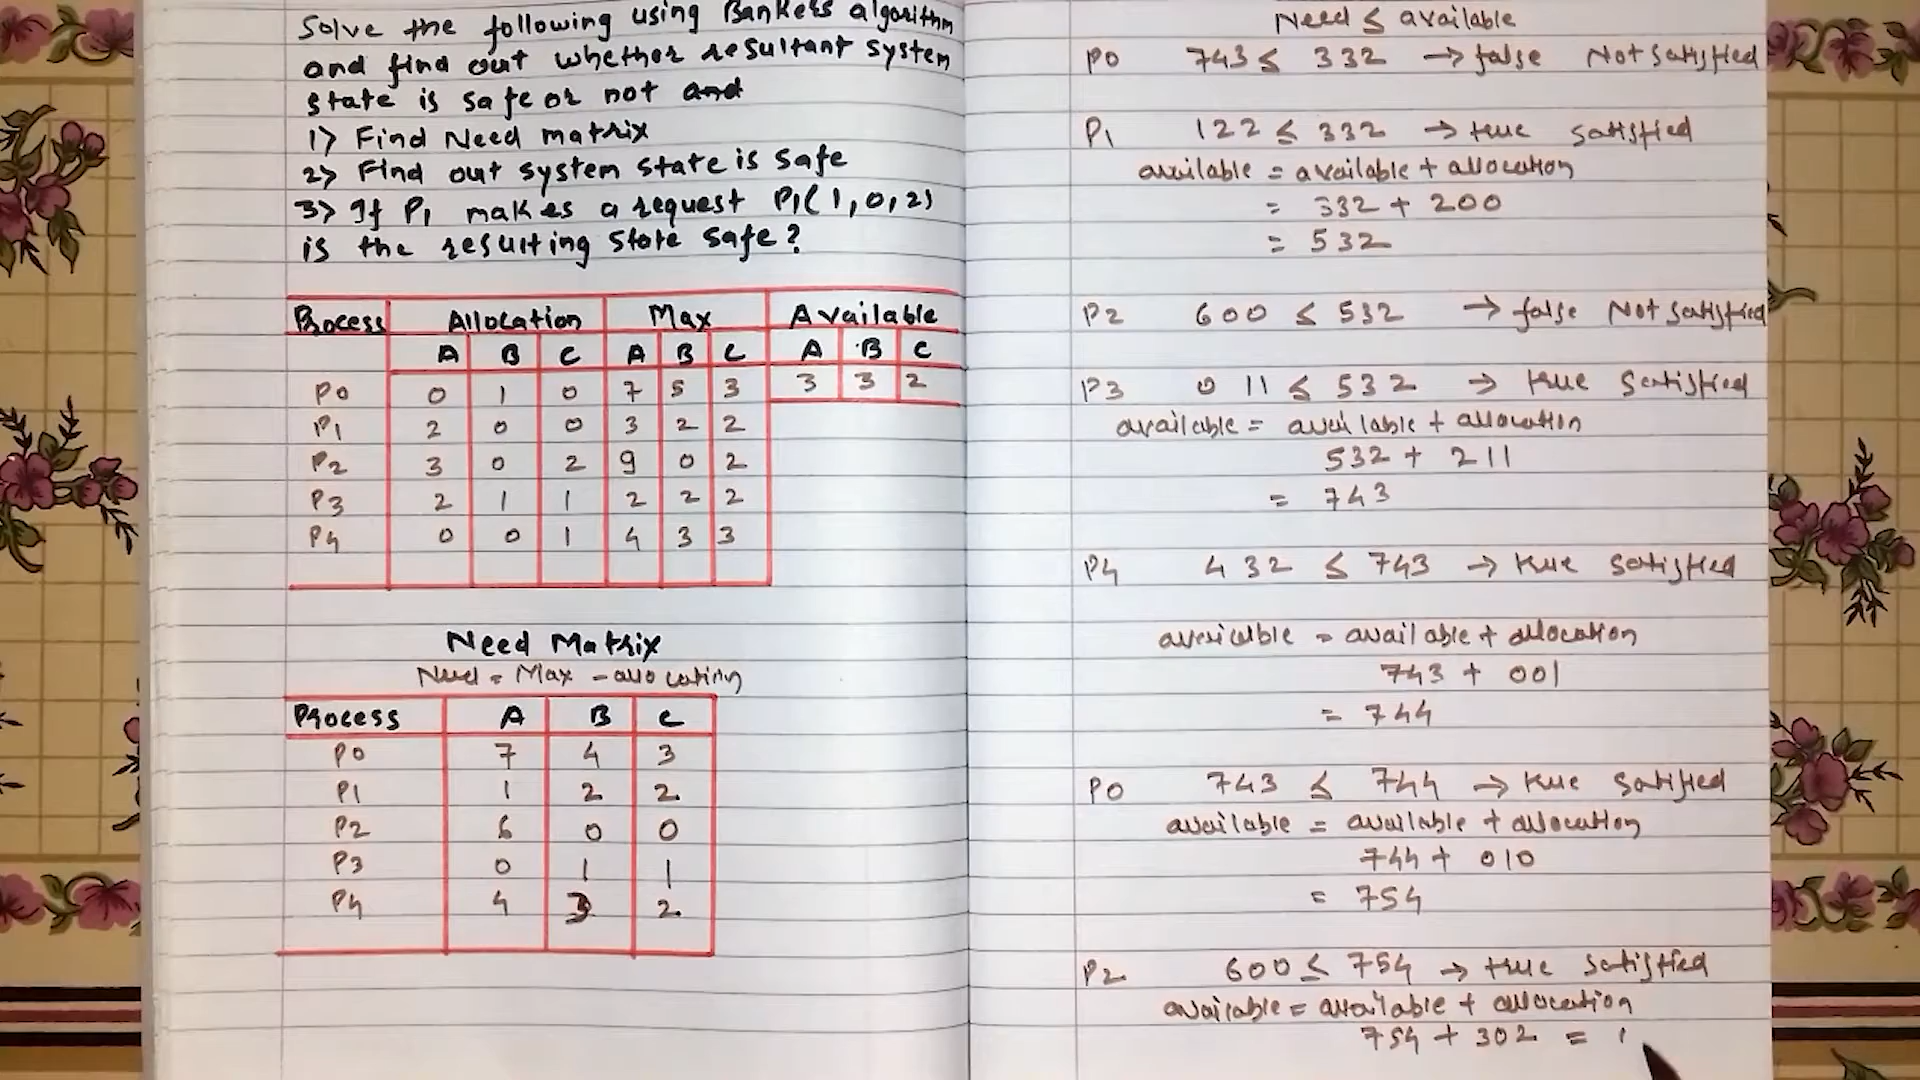 Solve the following using Bankers algorithm
and find out whether resultant system
state is safe or not and
1> Find Need matrix
2> Find out system state is safe
3> If P1 makes a request P1(1,0,2)
is the resulting state safe?
Process Allocation Max Available
A B C A B C A B C
P0 0 1 0 7 5 3 3 3 2
P1 2 0 0 3 2 2
P2 3 0 2 9 0 2
P3 2 1 1 2 2 2
P4 0 0 1 4 3 3
Need Matrix
Need = Max - allocation
Process A B C
P0 7 4 3
P1 1 2 2
P2 6 0 0
P3 0 1 1
P4 4 3 2
Need ≤ available
P0 743 ≤ 332 → false Not satisfied
P1 122 ≤ 332 → true satisfied
available = available + allocation
= 332 + 200
= 532
P2 600 ≤ 532 → false Not satisfied
P3 011 ≤ 532 → true satisfied
available = available + allocation
532 + 211
= 743
P4 432 ≤ 743 → true satisfied
available = available + allocation
743 + 001
= 744
P0 743 ≤ 744 → true satisfied
available = available + allocation
744 + 010
= 754
P2 600 ≤ 754 → true satisfied
available = available + allocation
754 + 302 = 1